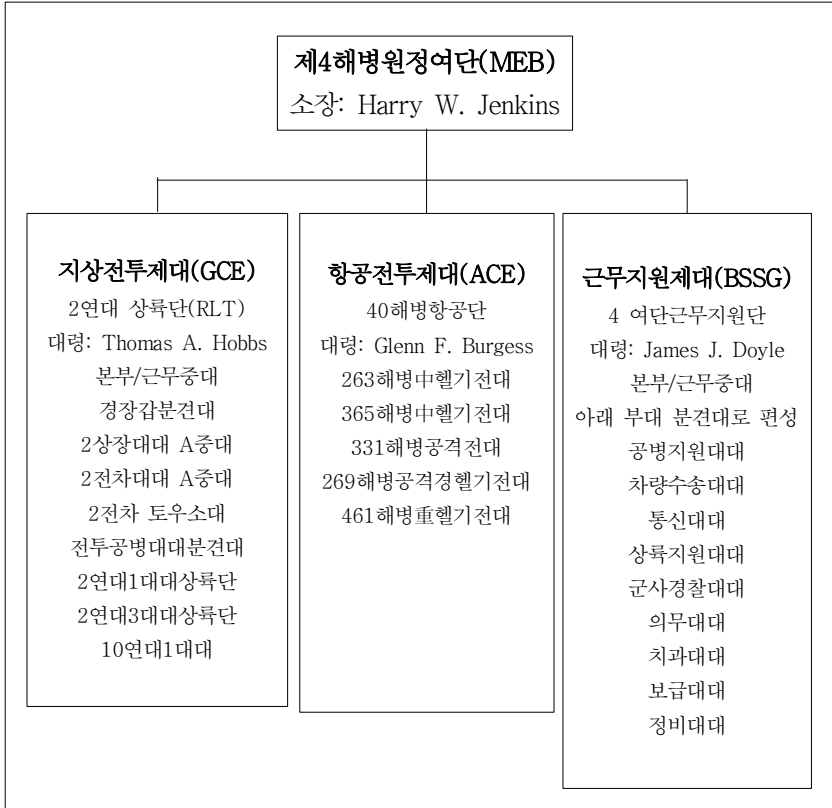 제4해병원정여단(MEB)
소장: Harry W. Jenkins
지상전투제대(GCE)
2연대 상륙단(RLT)
대령: Thomas A. Hobbs
본부/근무중대
경장갑분견대
2상장대대 A중대
2전차대대 A중대
2전차 토우소대
전투공병대대분견대
2연대1대대상륙단
2연대3대대상륙단
10연대1대대
항공전투제대(ACE)
40해병항공단
대령: Glenn F. Burgess
263해병中헬기전대
365해병中헬기전대
331해병공격전대
269해병공격경헬기전대
461해병重헬기전대
근무지원제대(BSSG)
4 여단근무지원단
대령: James J. Doyle
본부/근무중대
아래 부대 분견대로 편성
공병지원대대
차량수송대대
통신대대
상륙지원대대
군사경찰대대
의무대대
치과대대
보급대대
정비대대